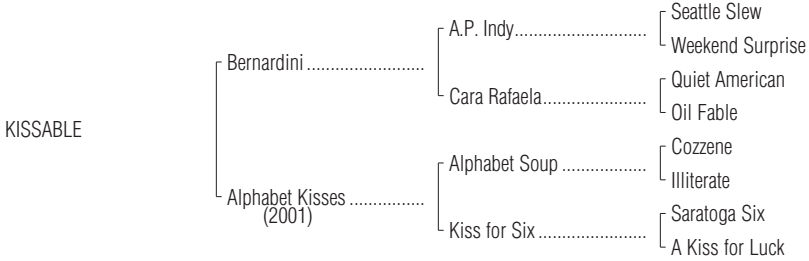 Seattle Slew
A.P. Indy..............................
Weekend Surprise
Bernardini ...........................
Quiet American
Cara Rafaela........................
Oil Fable
KISSABLE
Cozzene
Alphabet Soup ...................
Illiterate
Alphabet Kisses .................
(2001)
Saratoga Six
Kiss for Six ........................
A Kiss for Luck